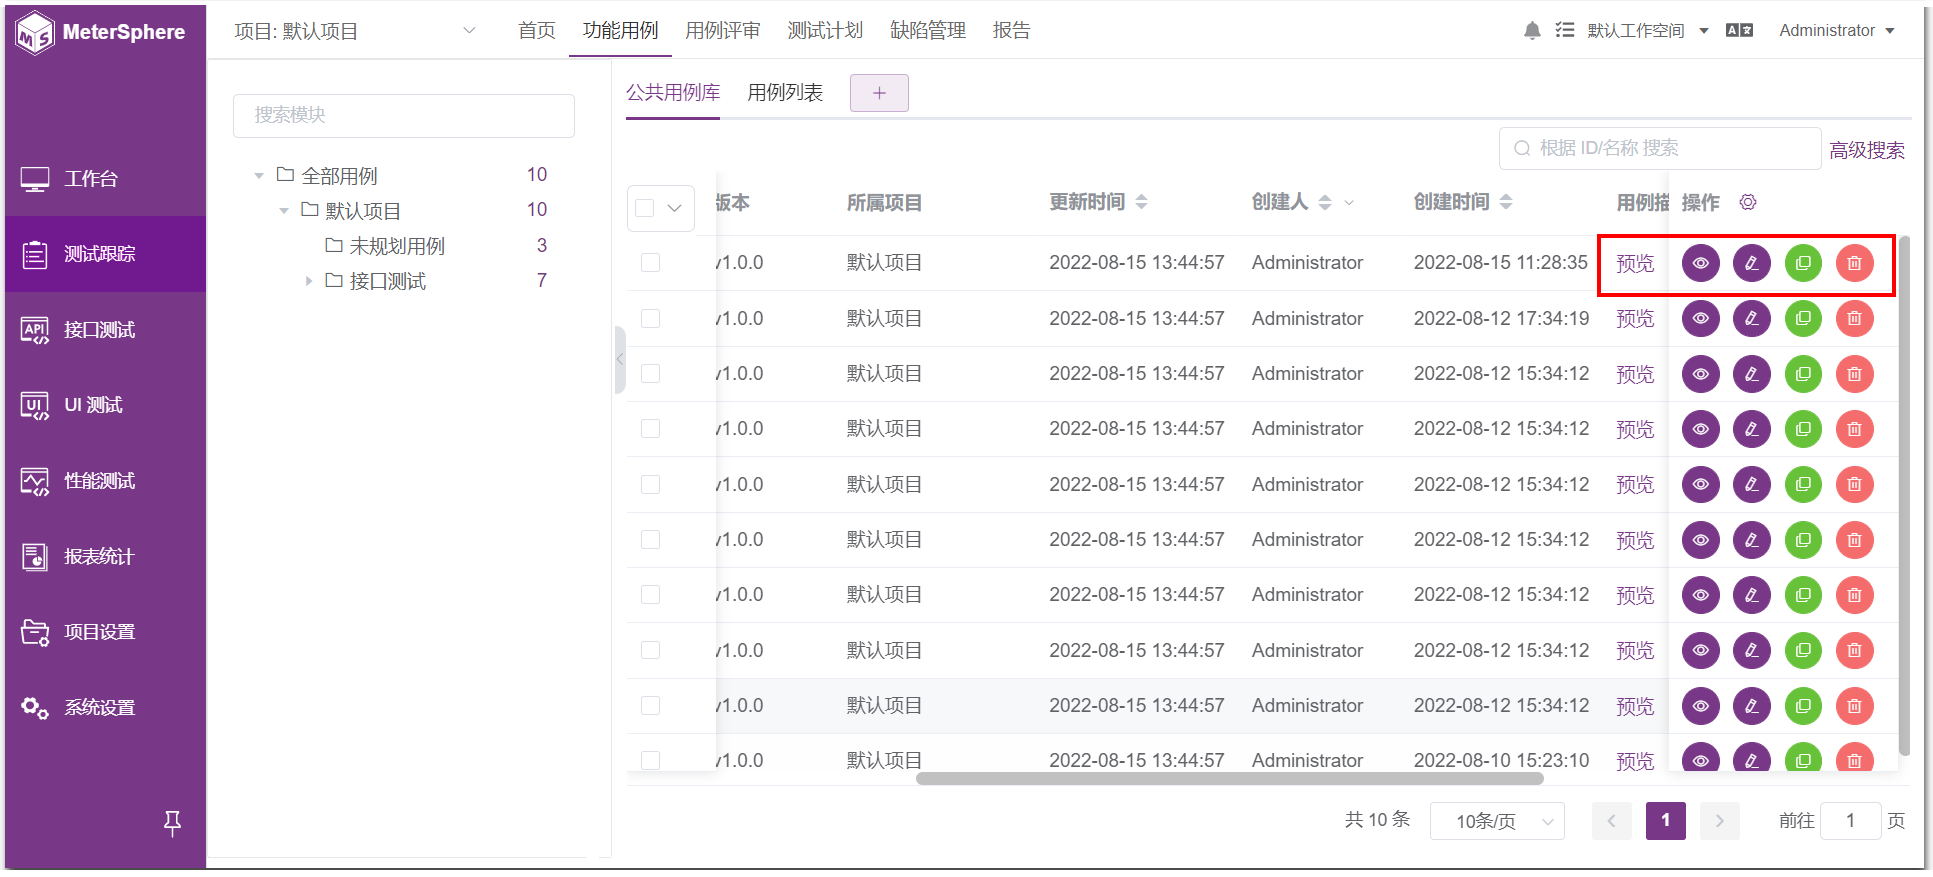 MeterSphere
项目: 默认项目
首页
功能用例
用例评审
测试计划
缺陷管理
报告
默认工作空间
Administrator
工作台
测试跟踪
接口测试
UI 测试
性能测试
报表统计
项目设置
系统设置
搜索模块
全部用例 10
默认项目 10
未规划用例 3
接口测试 7
公共用例库 用例列表 +
根据 ID/名称 搜索 高级搜索
版本 所属项目 更新时间 创建人 创建时间 用例描 操作
v1.0.0 默认项目 2022-08-15 13:44:57 Administrator 2022-08-15 11:28:35 预览
v1.0.0 默认项目 2022-08-15 13:44:57 Administrator 2022-08-12 17:34:19 预览
v1.0.0 默认项目 2022-08-15 13:44:57 Administrator 2022-08-12 15:34:12 预览
v1.0.0 默认项目 2022-08-15 13:44:57 Administrator 2022-08-12 15:34:12 预览
v1.0.0 默认项目 2022-08-15 13:44:57 Administrator 2022-08-12 15:34:12 预览
v1.0.0 默认项目 2022-08-15 13:44:57 Administrator 2022-08-12 15:34:12 预览
v1.0.0 默认项目 2022-08-15 13:44:57 Administrator 2022-08-12 15:34:12 预览
v1.0.0 默认项目 2022-08-15 13:44:57 Administrator 2022-08-12 15:34:12 预览
v1.0.0 默认项目 2022-08-15 13:44:57 Administrator 2022-08-12 15:34:12 预览
v1.0.0 默认项目 2022-08-15 13:44:57 Administrator 2022-08-10 15:23:10 预览
共 10 条 10条/页 1 前往 1 页